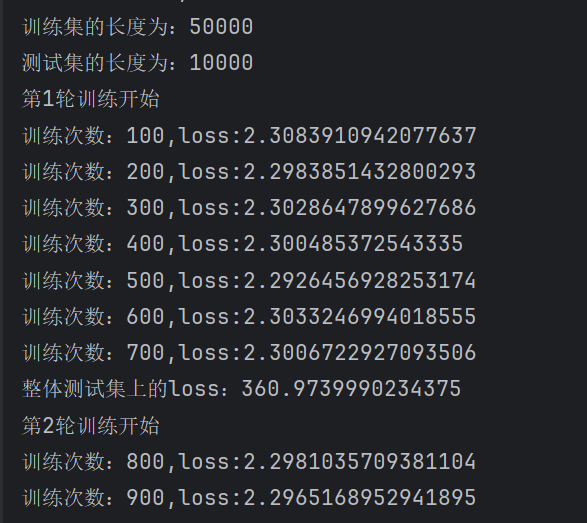 训练集的长度为：50000
测试集的长度为：10000
第1轮训练开始
训练次数：100,loss:2.3083910942077637
训练次数：200,loss:2.2983851432800293
训练次数：300,loss:2.3028647899627686
训练次数：400,loss:2.300485372543335
训练次数：500,loss:2.2926456928253174
训练次数：600,loss:2.3033246994018555
训练次数：700,loss:2.3006722927093506
整体测试集上的loss：360.9739990234375
第2轮训练开始
训练次数：800,loss:2.2981035709381104
训练次数：900,loss:2.2965168952941895